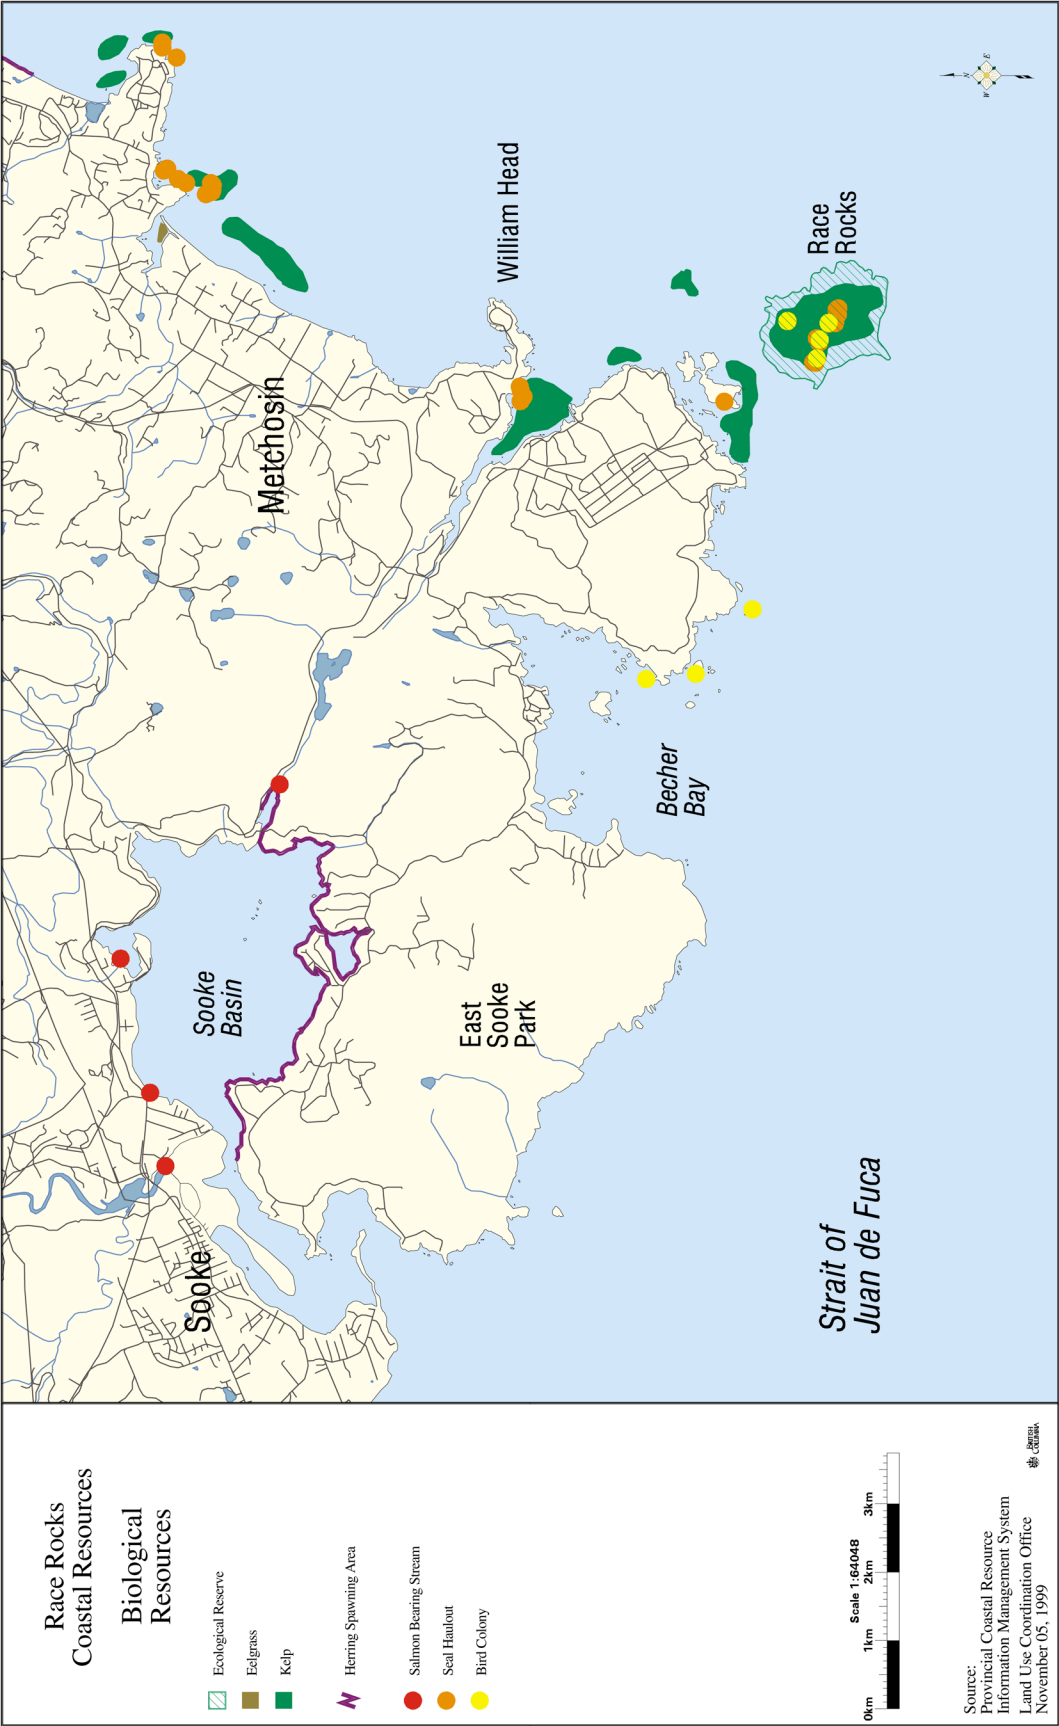 Race Rocks
Coastal Resources
Biological
Resources
Ecological Reserve
Eelgrass
Kelp
Herring Spawning Area
Salmon Bearing Stream
Seal Haulout
Bird Colony
Scale 1:64048
0km
1km
2km
3km
Source:
Provincial Coastal Resource
Information Management System
Land Use Coordination Office
November 05, 1999
BRITISH
COLUMBIA
Sooke
Sooke
Basin
East
Sooke
Park
Strait of
Juan de Fuca
Becher
Bay
Metchosin
William Head
Race
Rocks
N
E
W